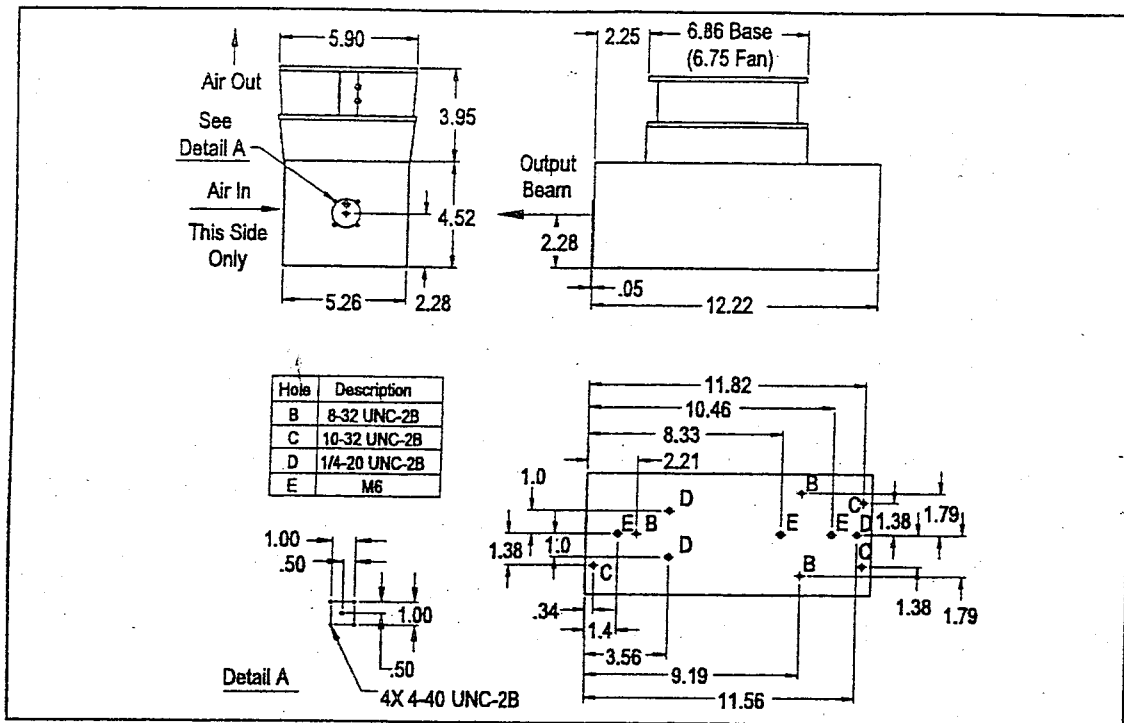 5.90
Air Out
3.95
See
Detail A
Air In
This Side
Only
4.52
5.26
2.28
2.25
6.86 Base
(6.75 Fan)
Output
Beam
2.28
.05
12.22
Hole Description
B 8-32 UNC-2B
C 10-32 UNC-2B
D 1/4-20 UNC-2B
E M6
1.00
.50
1.00
.50
Detail A
4X 4-40 UNC-2B
11.82
10.46
8.33
2.21
1.0
D
B
C
1.38
1.79
E B
E
E
D
1.38
1.0
D
C
B
C
1.38
1.79
.34
1.4
3.56
9.19
11.56